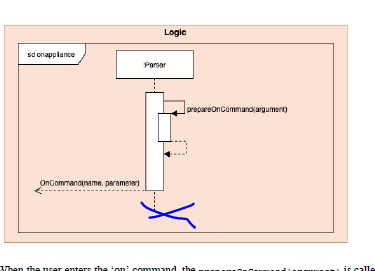 Logic
sd onappliance
:Parser
prepareOnCommand(argument)
OnCommand(name, parameter)
When the user enters the 'on' command, the prepareOnCommand(argument) is calle